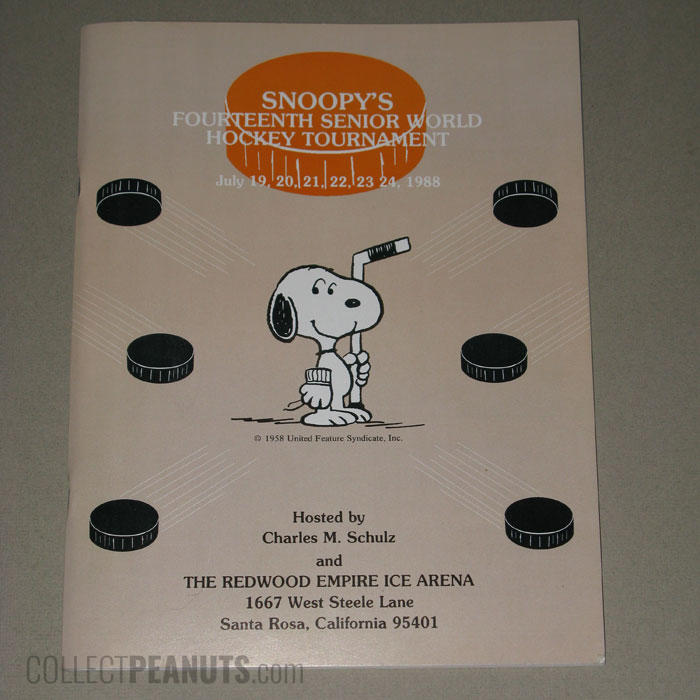 SNOOPY'S
FOURTEENTH SENIOR WORLD
HOCKEY TOURNAMENT
July 19, 20, 21, 22, 23 24, 1988
© 1958 United Feature Syndicate, Inc.
Hosted by
Charles M. Schulz
and
THE REDWOOD EMPIRE ICE ARENA
1667 West Steele Lane
Santa Rosa, California 95401
COLLECTPEANUTS.com